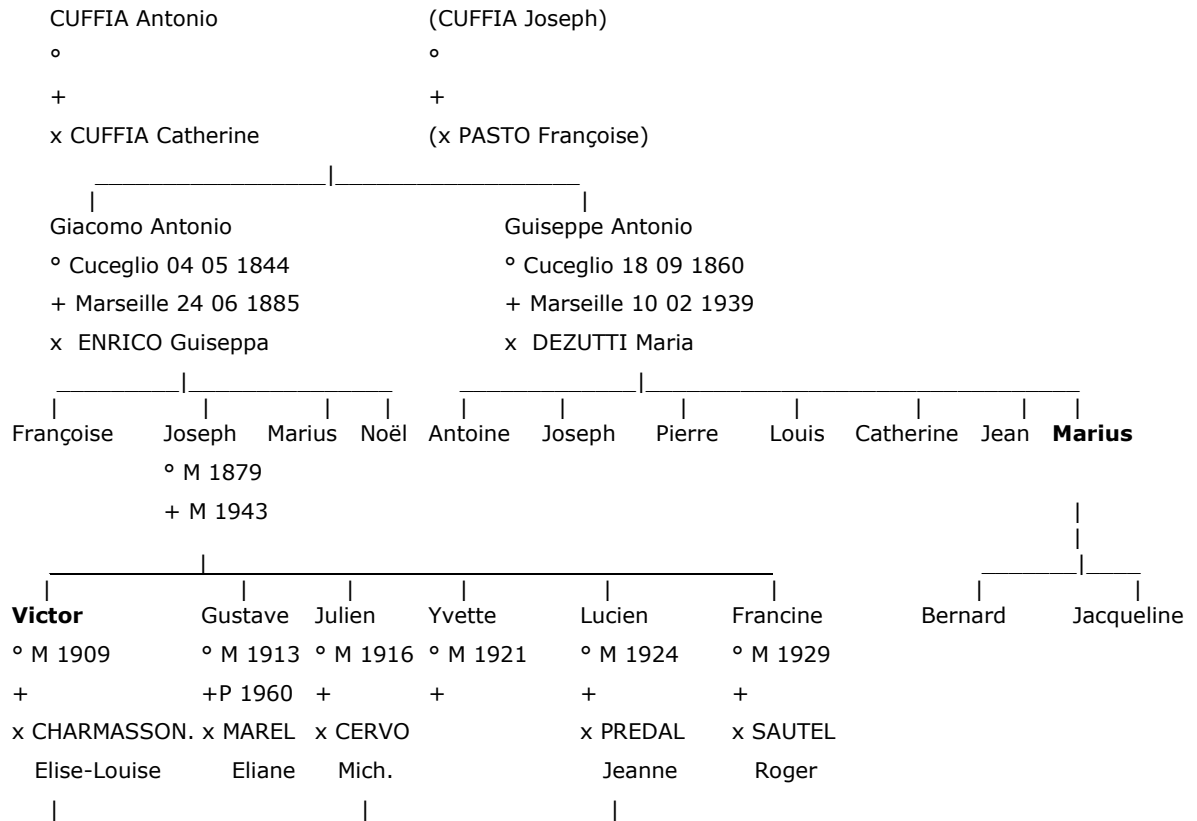 CUFFIA Antonio (CUFFIA Joseph)
° °
+ +
x CUFFIA Catherine (x PASTO Françoise)
Giacomo Antonio Guiseppe Antonio
° Cuceglio 04 05 1844 ° Cuceglio 18 09 1860
+ Marseille 24 06 1885 + Marseille 10 02 1939
x ENRICO Guiseppa x DEZUTTI Maria
Françoise Joseph Marius Noël Antoine Joseph Pierre Louis Catherine Jean Marius
° M 1879
+ M 1943
Victor Gustave Julien Yvette Lucien Francine Bernard Jacqueline
° M 1909 ° M 1913 ° M 1916 ° M 1921 ° M 1924 ° M 1929
+ +P 1960 + + + +
x CHARMASSON. x MAREL x CERVO x PREDAL x SAUTEL
Elise-Louise Eliane Mich. Jeanne Roger